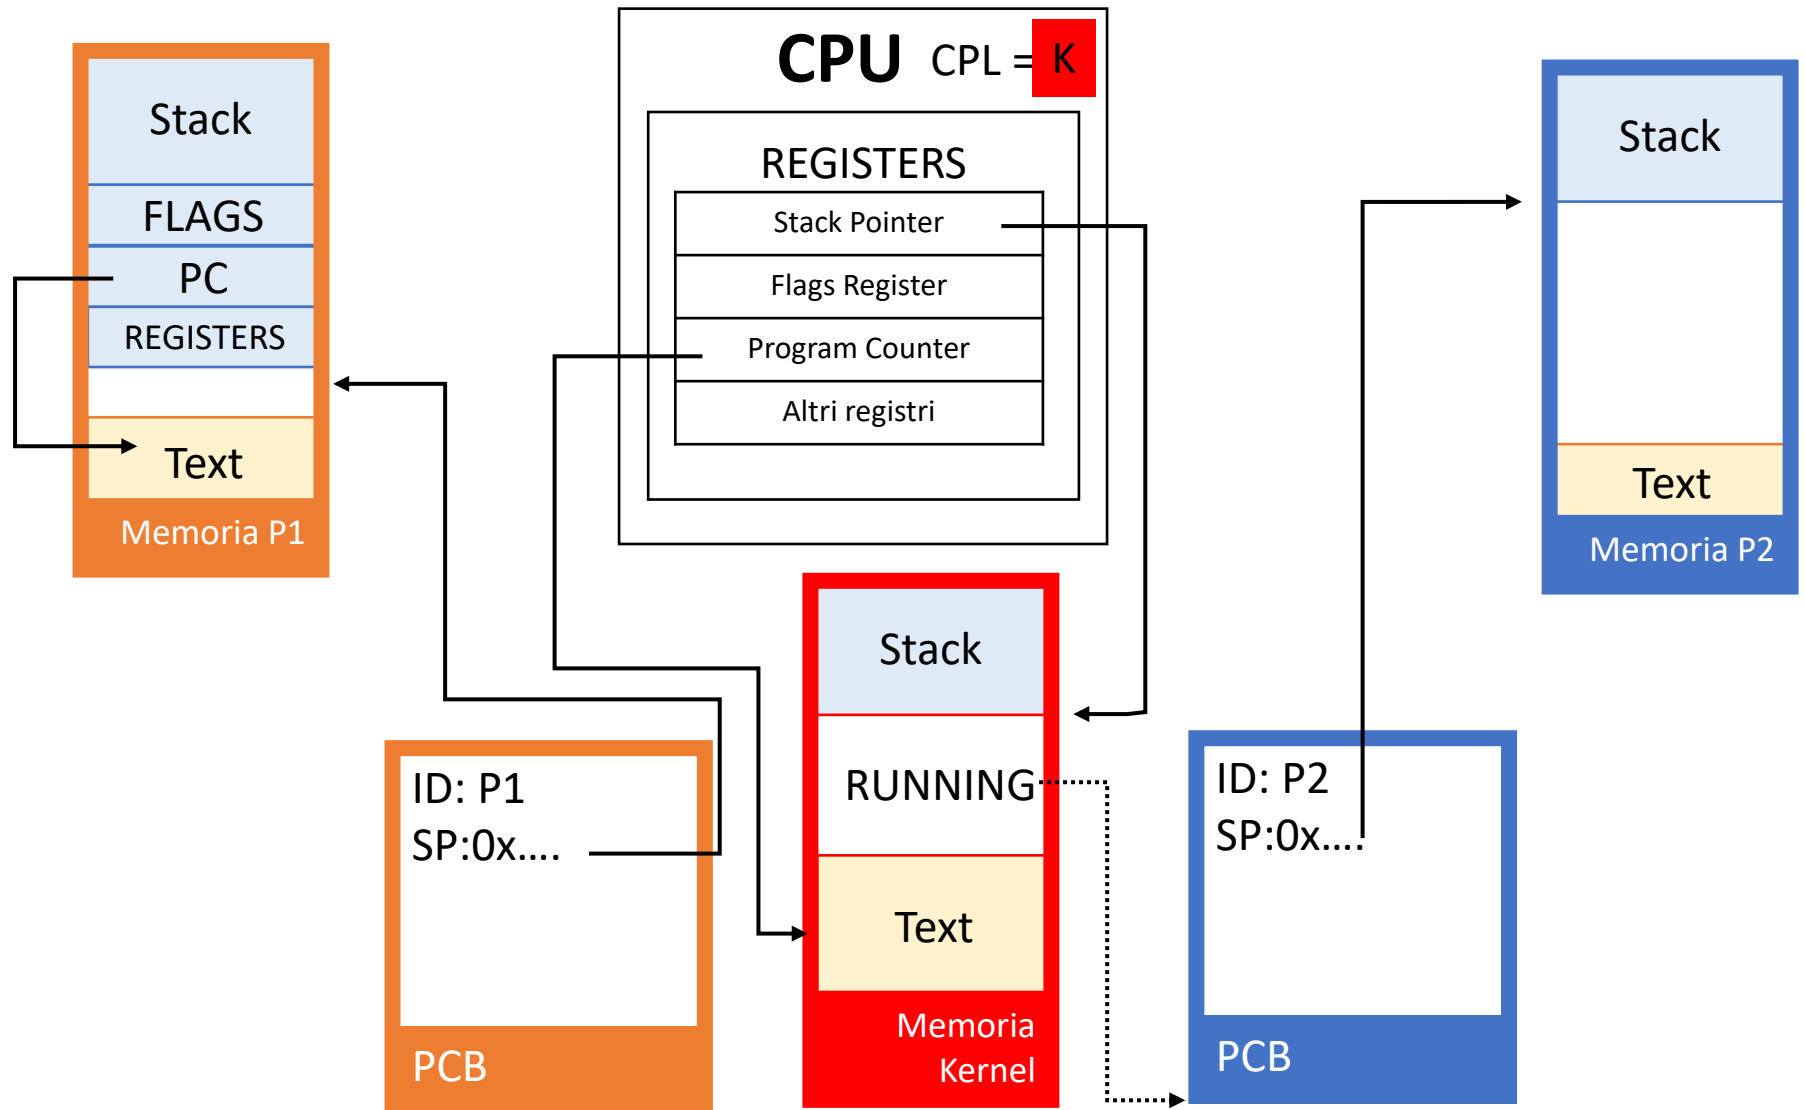 Stack
FLAGS
PC
REGISTERS
Text
Memoria P1
CPU CPL = K
REGISTERS
Stack Pointer
Flags Register
Program Counter
Altri registri
Stack
Text
Memoria P2
ID: P1
SP:0x....
PCB
Stack
RUNNING
Text
Memoria
Kernel
ID: P2
SP:0x....
PCB